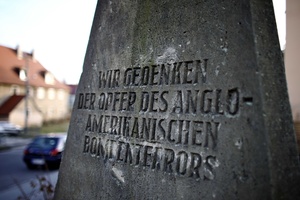 WIR GEDENKEN
DER OPFER DES ANGLO-
AMERIKANISCHEN
BOMBENTERRORS